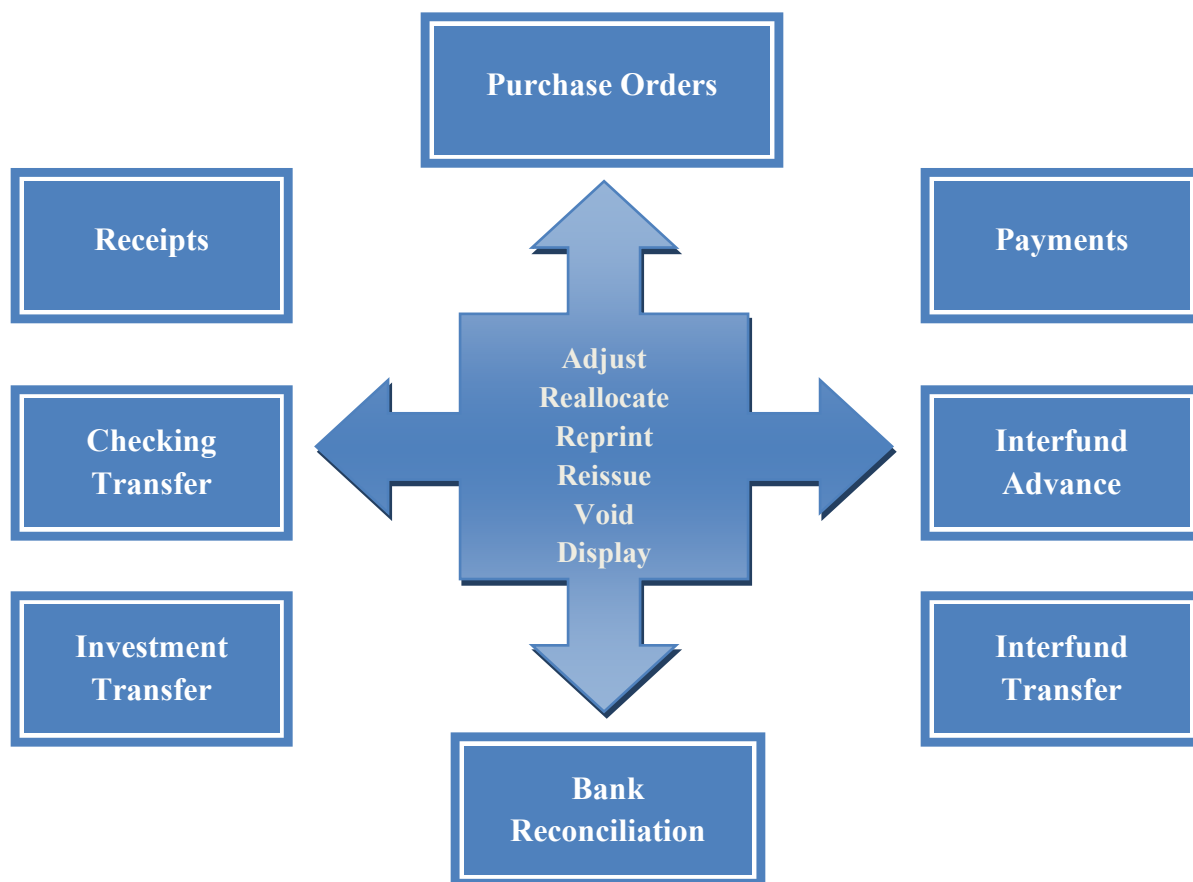 Purchase Orders
Receipts
Payments
Adjust
Reallocate
Reprint
Reissue
Void
Display
Checking
Transfer
Interfund
Advance
Investment
Transfer
Interfund
Transfer
Bank
Reconciliation